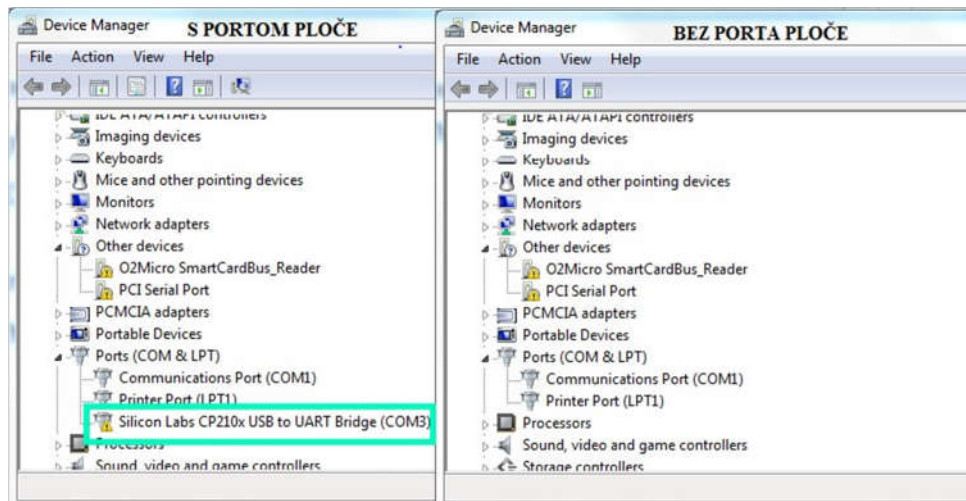 Device Manager S PORTOM PLOČE
File Action View Help
IDE ATA/ATAPI controllers
Imaging devices
Keyboards
Mice and other pointing devices
Monitors
Network adapters
Other devices
O2Micro SmartCardBus_Reader
PCI Serial Port
PCMCIA adapters
Portable Devices
Ports (COM & LPT)
Communications Port (COM1)
Printer Port (LPT1)
Silicon Labs CP210x USB to UART Bridge (COM3)
Processors
Sound, video and game controllers
Device Manager BEZ PORTA PLOČE
File Action View Help
IDE ATA/ATAPI controllers
Imaging devices
Keyboards
Mice and other pointing devices
Monitors
Network adapters
Other devices
O2Micro SmartCardBus_Reader
PCI Serial Port
PCMCIA adapters
Portable Devices
Ports (COM & LPT)
Communications Port (COM1)
Printer Port (LPT1)
Processors
Sound, video and game controllers
Storage controllers